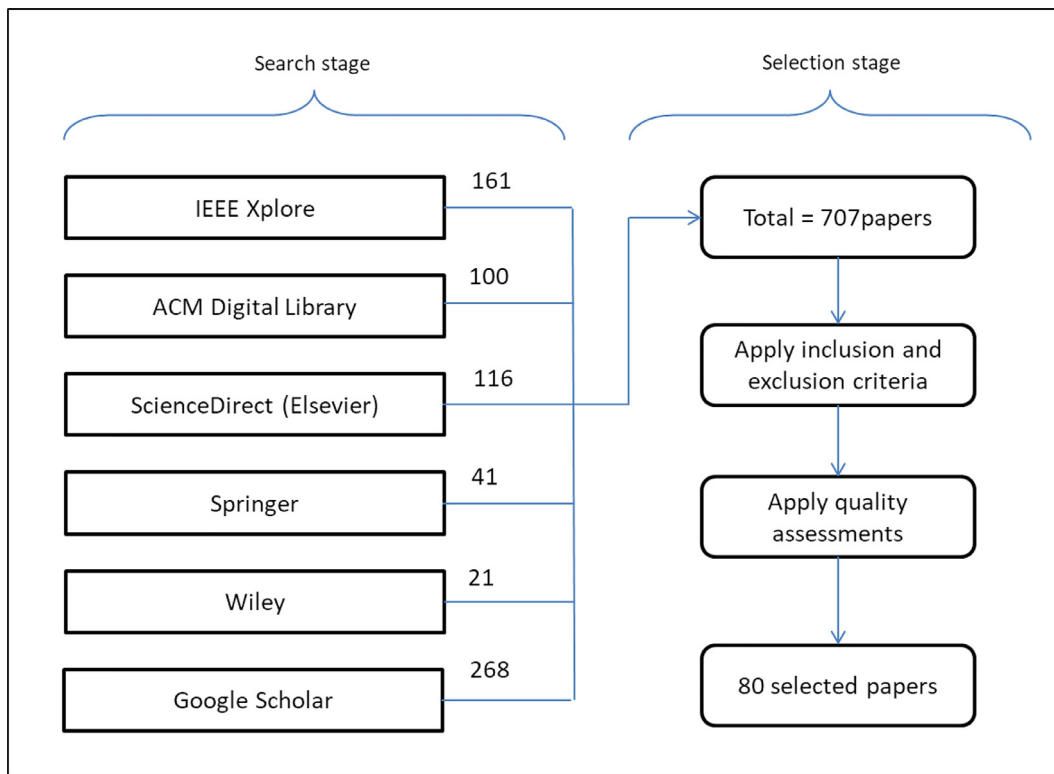 Search stage
Selection stage
IEEE Xplore
161
ACM Digital Library
100
ScienceDirect (Elsevier)
116
Springer
41
Wiley
21
Google Scholar
268
Total = 707papers
Apply inclusion and
exclusion criteria
Apply quality
assessments
80 selected papers